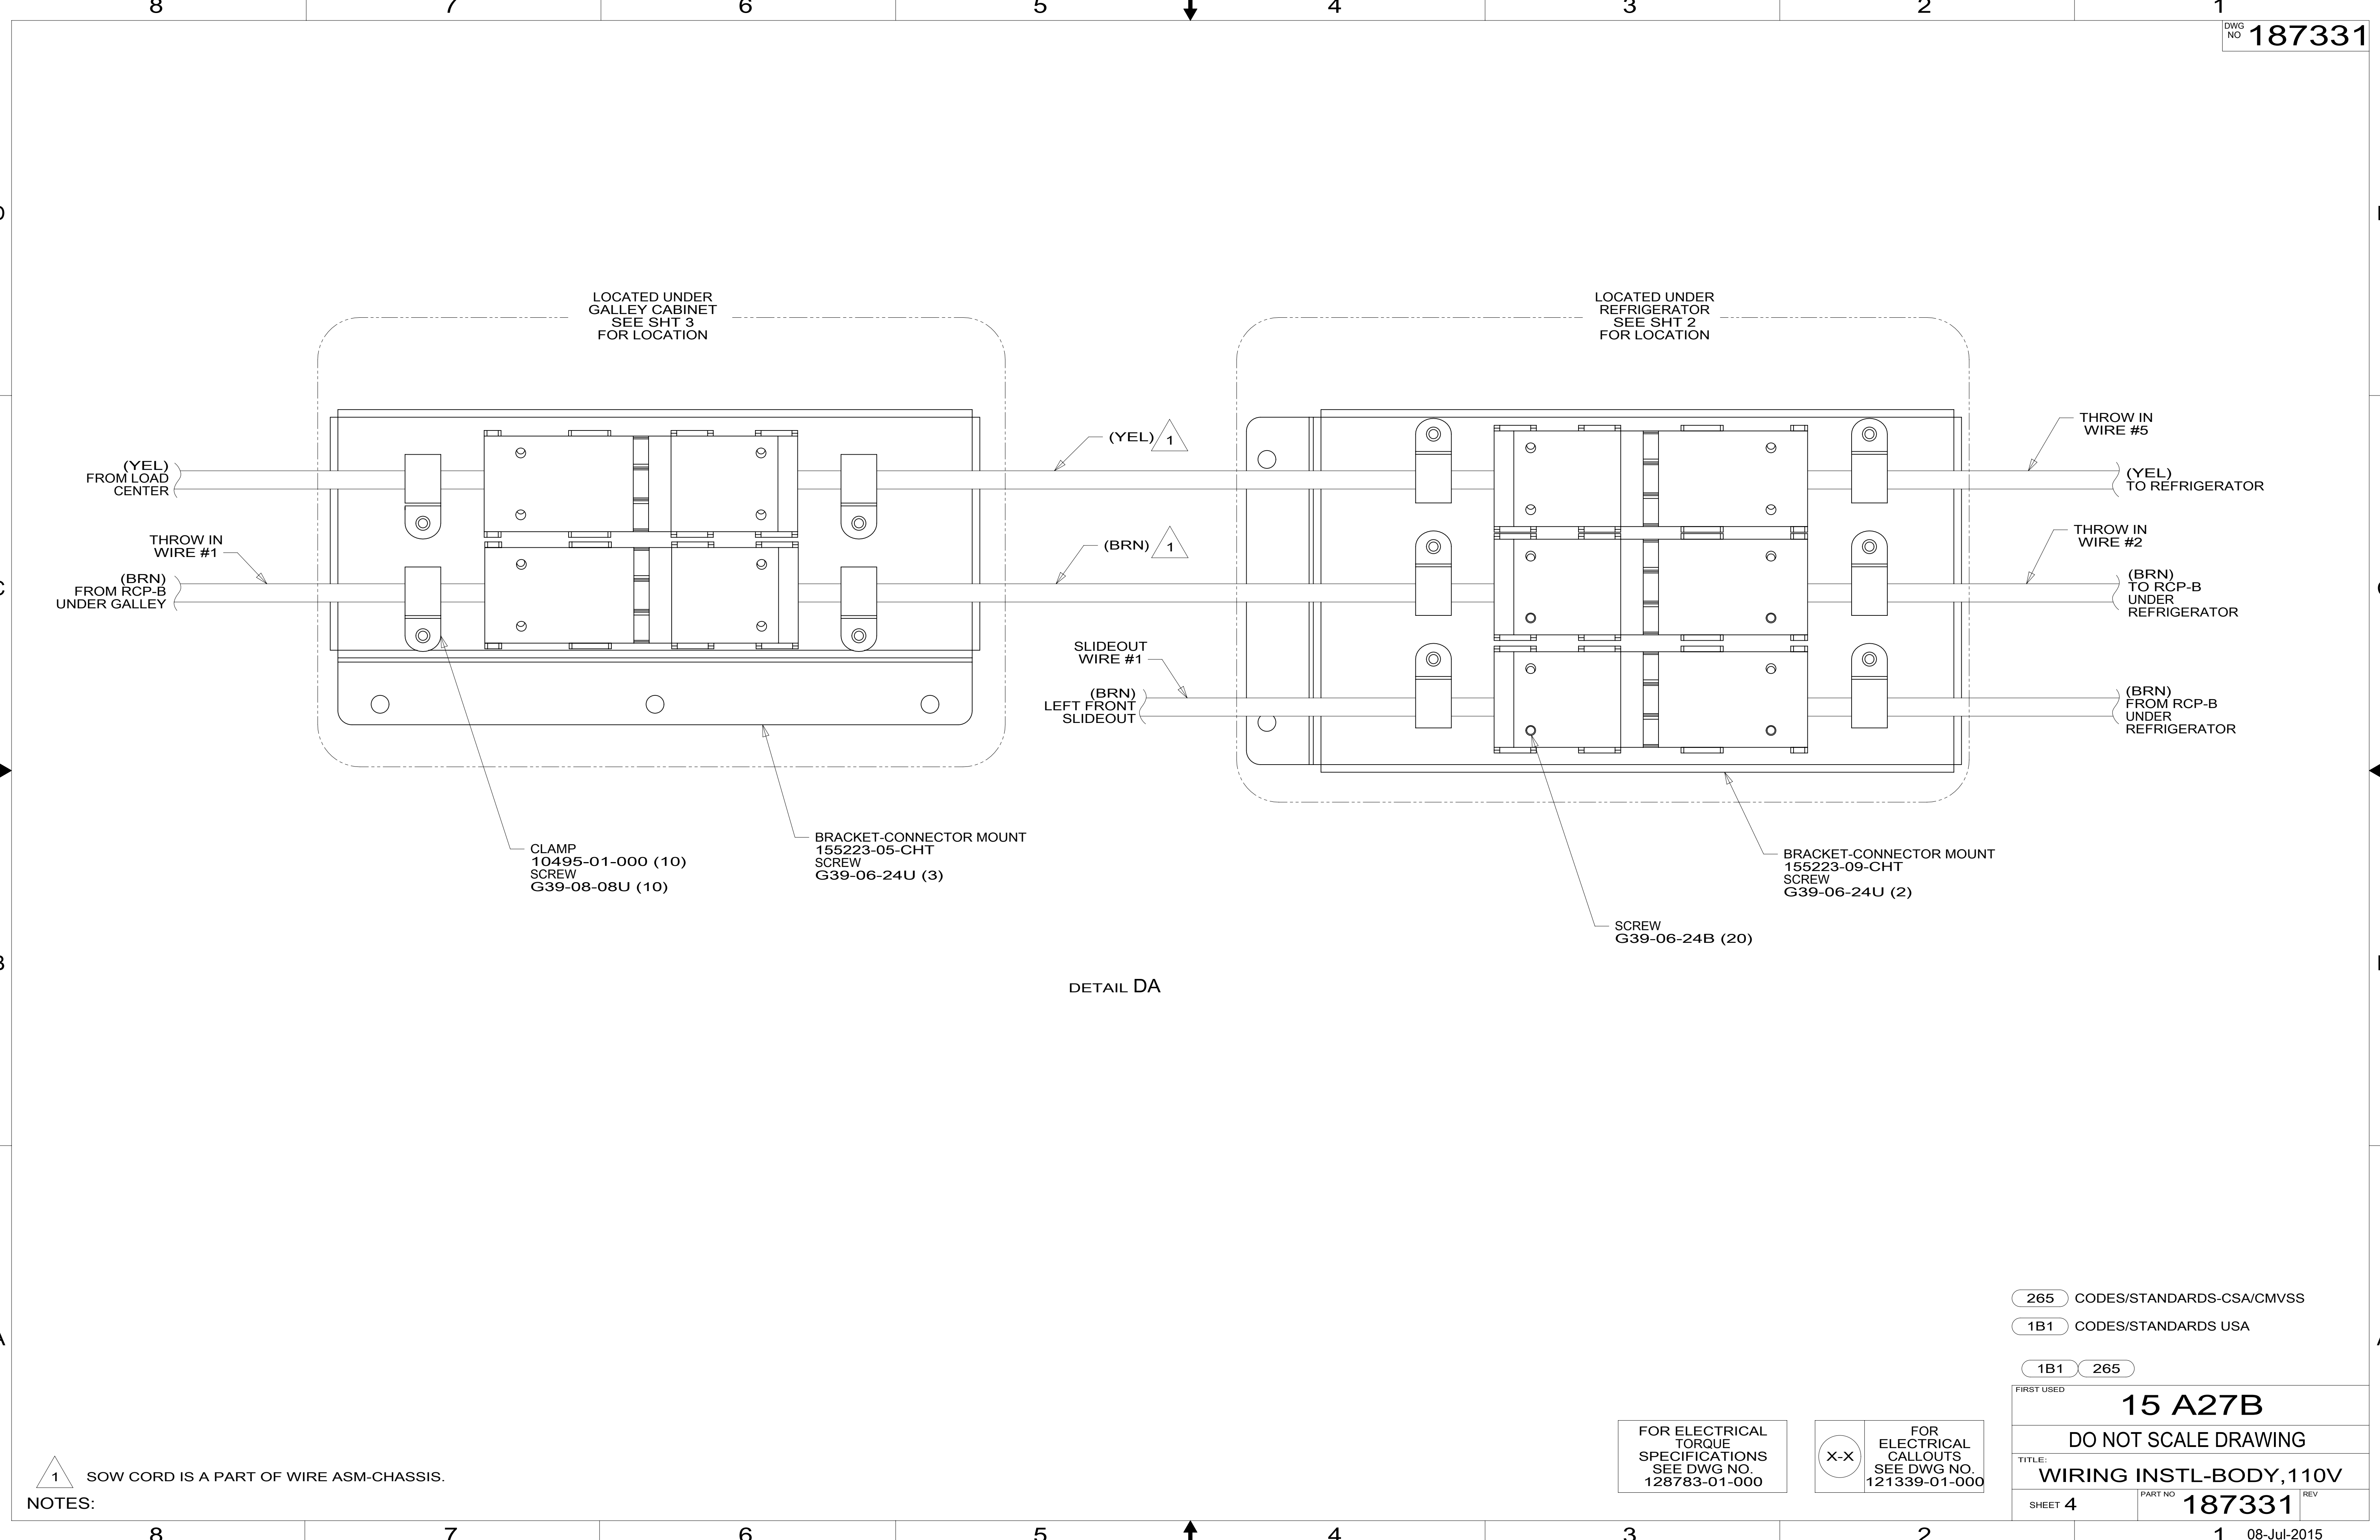 8 7 6 5 4 3 2 1
DWG
NO 187331
D
LOCATED UNDER
GALLEY CABINET
SEE SHT 3
FOR LOCATION
LOCATED UNDER
REFRIGERATOR
SEE SHT 2
FOR LOCATION
(YEL)
FROM LOAD
CENTER
THROW IN
WIRE #1
(BRN)
FROM RCP-B
UNDER GALLEY
(YEL) 1
(BRN) 1
SLIDEOUT
WIRE #1
(BRN)
LEFT FRONT
SLIDEOUT
THROW IN
WIRE #5
(YEL)
TO REFRIGERATOR
THROW IN
WIRE #2
(BRN)
TO RCP-B
UNDER
REFRIGERATOR
(BRN)
FROM RCP-B
UNDER
REFRIGERATOR
C
CLAMP
10495-01-000 (10)
SCREW
G39-08-08U (10)
BRACKET-CONNECTOR MOUNT
155223-05-CHT
SCREW
G39-06-24U (3)
BRACKET-CONNECTOR MOUNT
155223-09-CHT
SCREW
G39-06-24U (2)
SCREW
G39-06-24B (20)
B
DETAIL DA
A
265 CODES/STANDARDS-CSA/CMVSS
1B1 CODES/STANDARDS USA
1B1 265
FIRST USED
15 A27B
DO NOT SCALE DRAWING
TITLE:
WIRING INSTL-BODY,110V
SHEET 4
PART NO 187331
REV
FOR ELECTRICAL
TORQUE
SPECIFICATIONS
SEE DWG NO.
128783-01-000
X-X
FOR
ELECTRICAL
CALLOUTS
SEE DWG NO.
121339-01-000
1 SOW CORD IS A PART OF WIRE ASM-CHASSIS.
NOTES:
8 7 6 5 4 3 2 1
08-Jul-2015